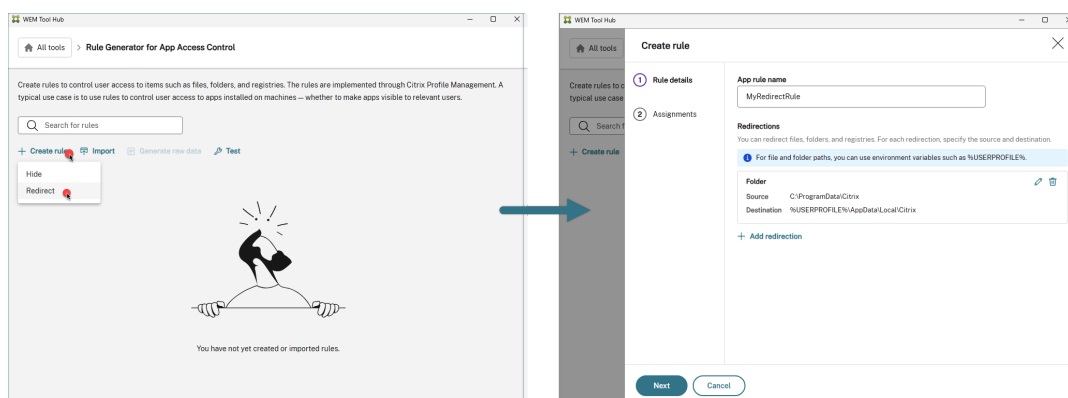 WEM Tool Hub
All tools > Rule Generator for App Access Control
Create rules to control user access to items such as files, folders, and registries. The rules are implemented through Citrix Profile Management. A
typical use case is to use rules to control user access to apps installed on machines — whether to make apps visible to relevant users.
Search for rules
+ Create rule Import Generate raw data Test
Hide
Redirect
You have not yet created or imported rules.
WEM Tool Hub
All tools
Create rules to c
typical use case
Search f
+ Create rule
Create rule
1 Rule details
2 Assignments
App rule name
MyRedirectRule
Redirections
You can redirect files, folders, and registries. For each redirection, specify the source and destination.
For file and folder paths, you can use environment variables such as %USERPROFILE%.
Folder
Source C:\ProgramData\Citrix
Destination %USERPROFILE%\AppData\Local\Citrix
+ Add redirection
Next Cancel